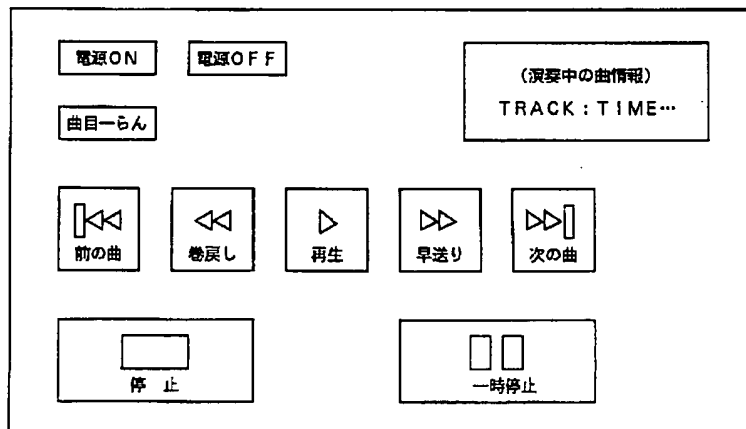 電源ON 電源OFF
(演奏中の曲情報)
TRACK:TIME…
曲目一らん
前の曲 巻戻し 再生 早送り 次の曲
停 止 一時停止